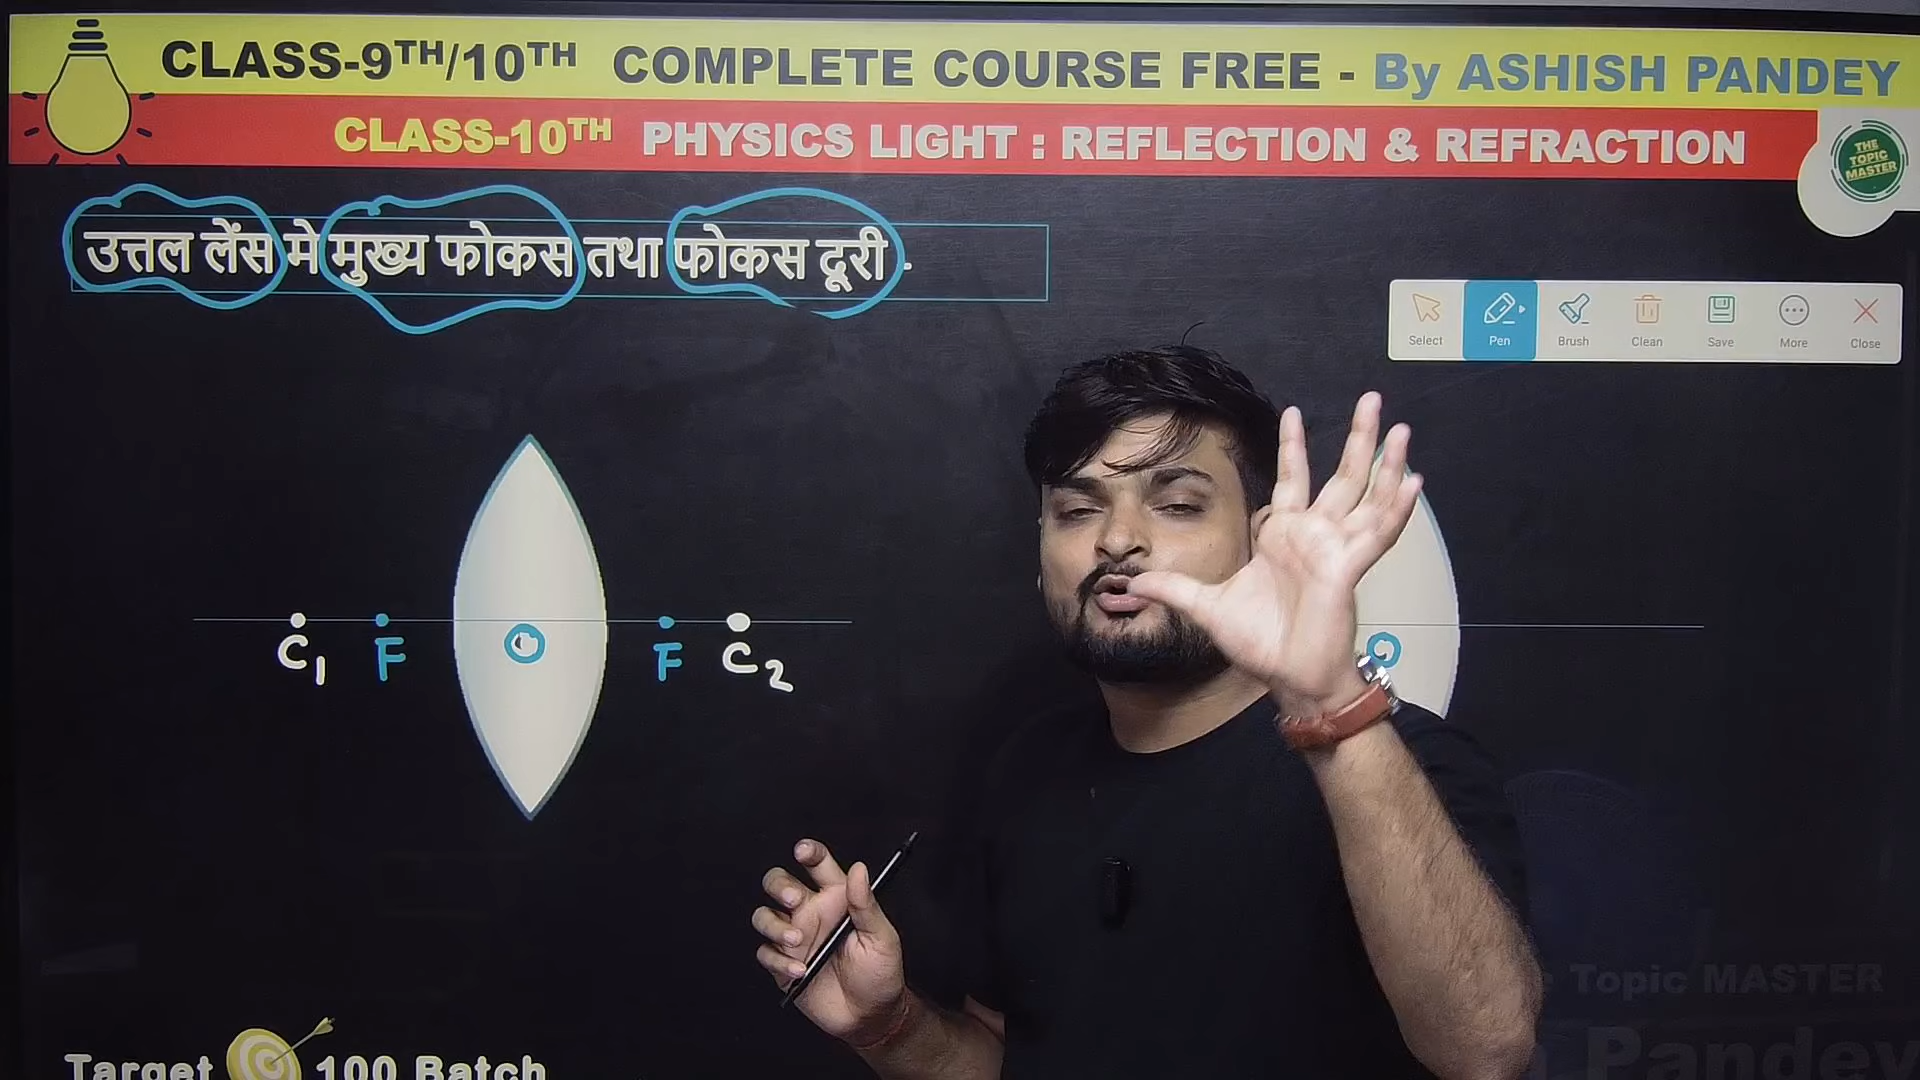 CLASS-9TH/10TH COMPLETE COURSE FREE - By ASHISH PANDEY
CLASS-10TH PHYSICS LIGHT : REFLECTION & REFRACTION
THE TOPIC MASTER
उत्तल लेंस मे मुख्य फोकस तथा फोकस दूरी -
Select Pen Brush Clean Save More Close
C1 F O F C2
Topic MASTER
Pandey
Target 100 Batch